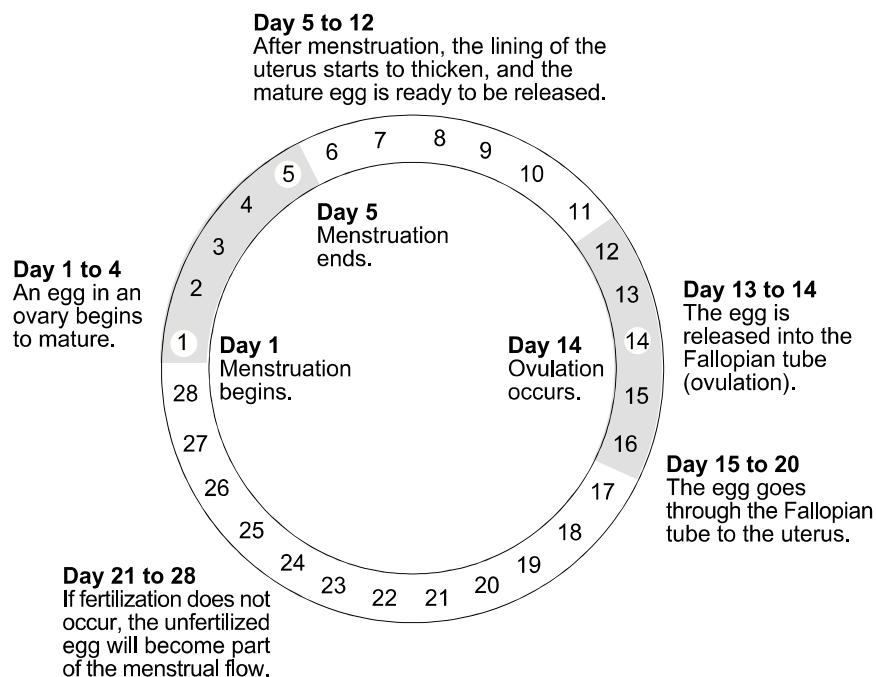 Day 5 to 12
After menstruation, the lining of the
uterus starts to thicken, and the
mature egg is ready to be released.
1
2
3
4
5
6
7
8
9
10
11
12
13
14
15
16
17
18
19
20
21
22
23
24
25
26
27
28
Day 5
Menstruation
ends.
Day 1 to 4
An egg in an
ovary begins
to mature.
Day 1
Menstruation
begins.
Day 14
Ovulation
occurs.
Day 13 to 14
The egg is
released into the
Fallopian tube
(ovulation).
Day 15 to 20
The egg goes
through the Fallopian
tube to the uterus.
Day 21 to 28
If fertilization does not
occur, the unfertilized
egg will become part
of the menstrual flow.